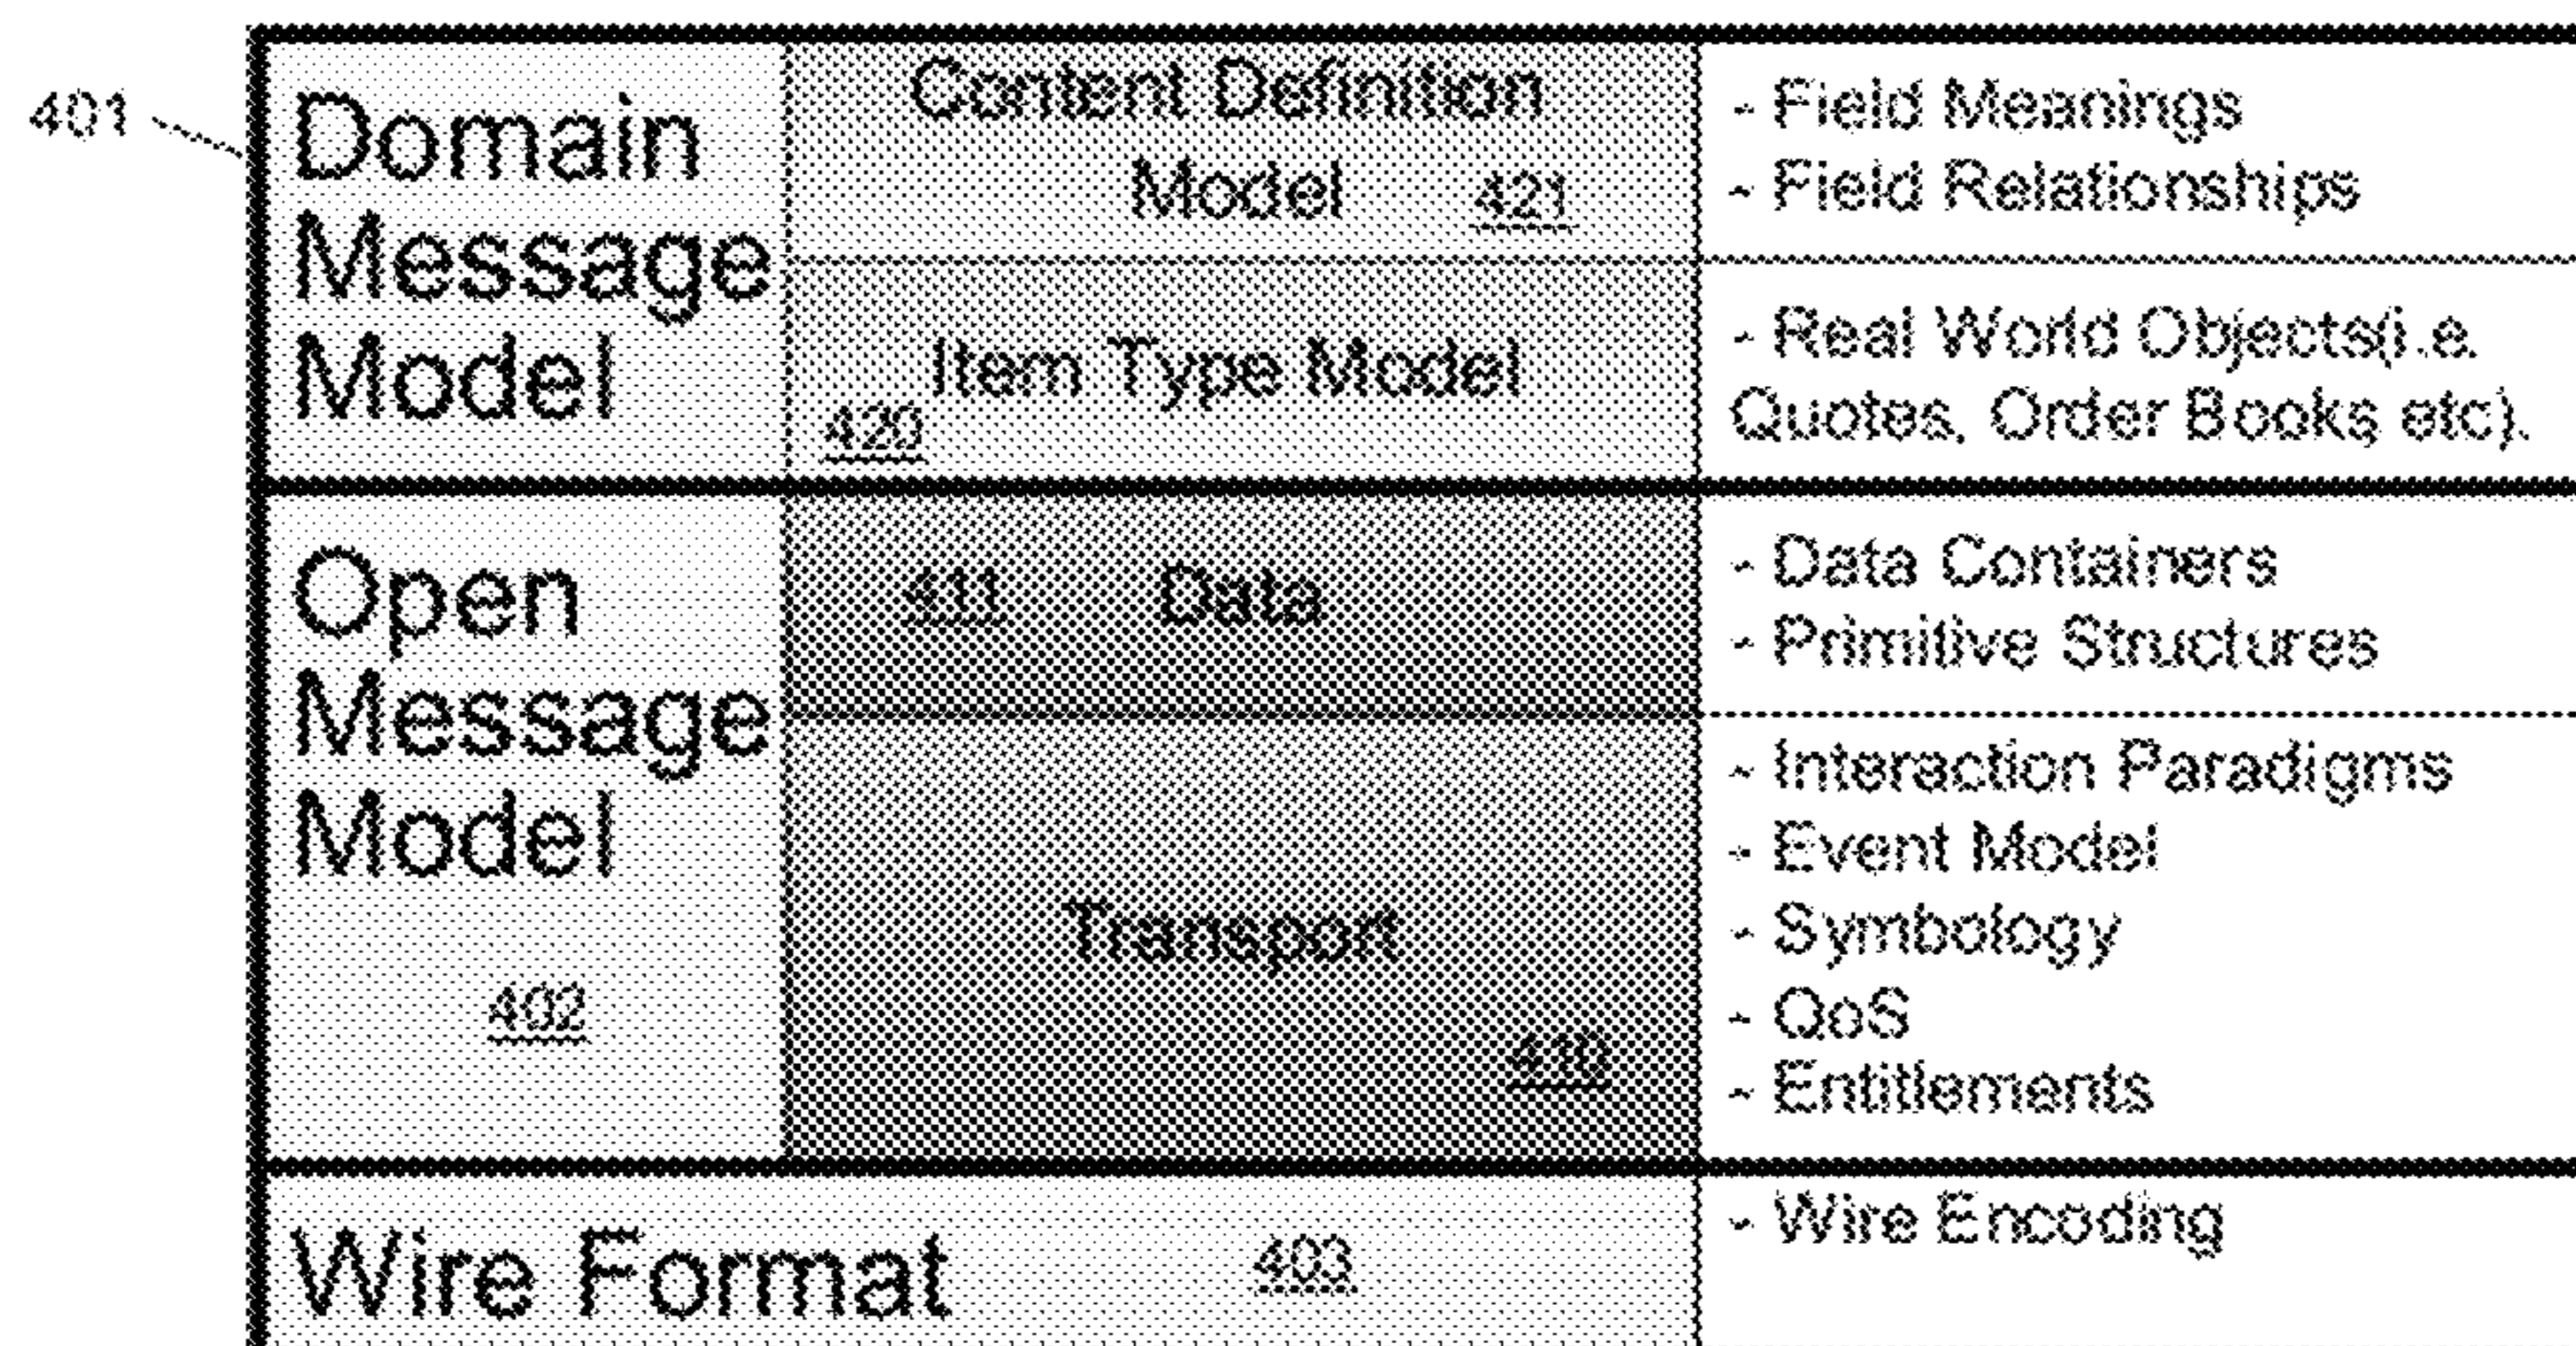 401
Domain
Message
Model
Content Definition
Model 421
Item Type Model
420
- Field Meanings
- Field Relationships
- Real World Objects(i.e.
Quotes, Order Books etc).
Open
Message
Model
402
411 Data
Transport
410
- Data Containers
- Primitive Structures
- Interaction Paradigms
- Event Model
- Symbology
- QoS
- Entitlements
Wire Format 403
- Wire Encoding